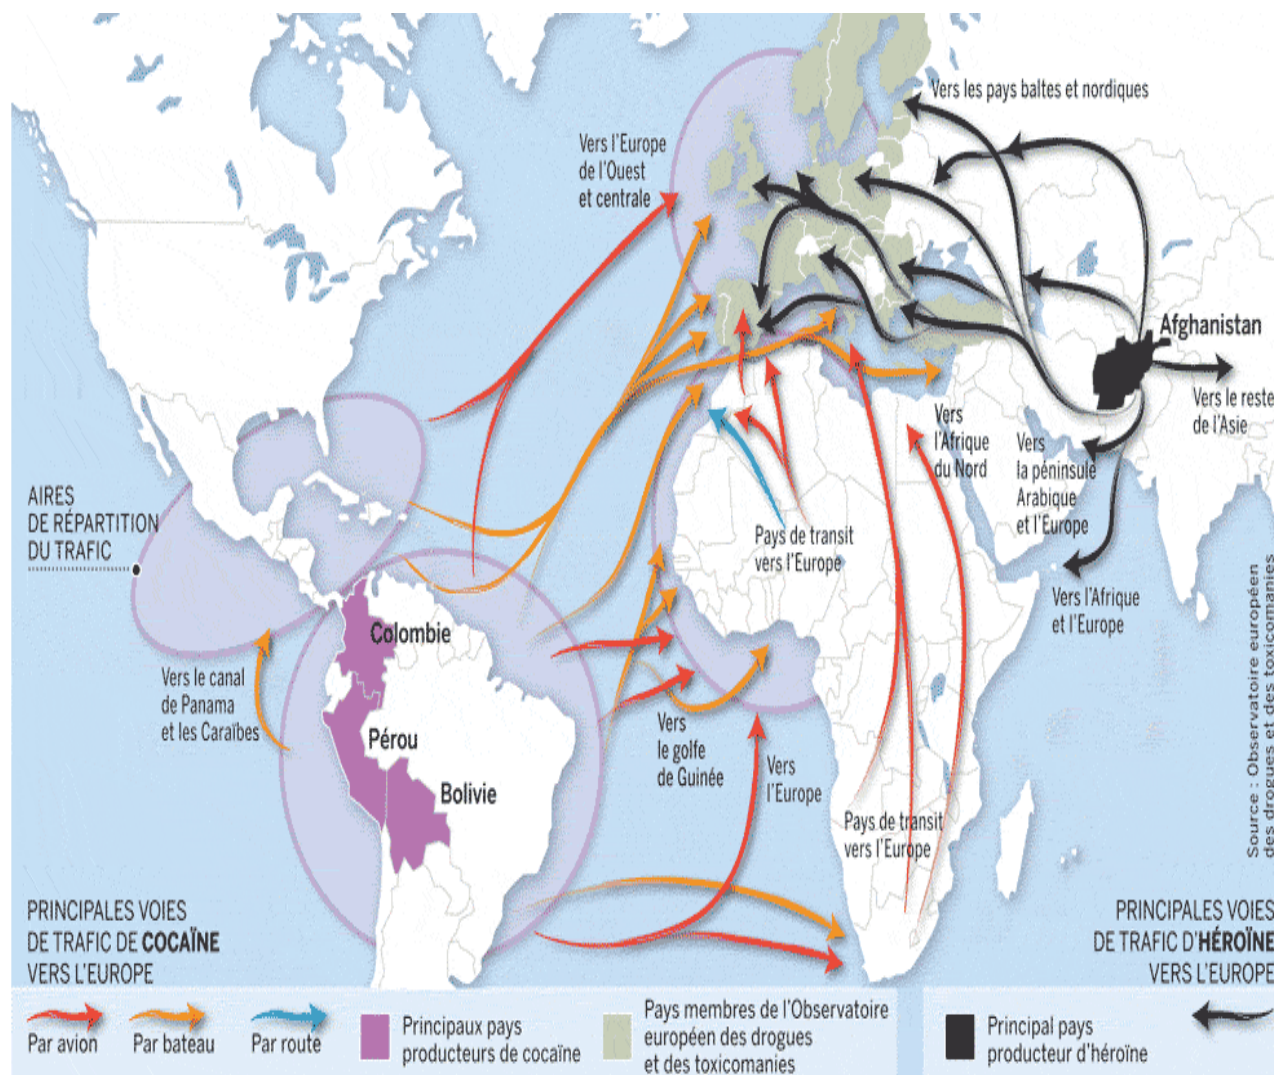 Vers les pays baltes et nordiques
Vers l'Europe
de l'Ouest
et centrale
Afghanistan
Vers le reste
de l'Asie
Vers
l'Afrique
du Nord
Vers
la péninsule
Arabique
et l'Europe
AIRES
DE RÉPARTITION
DU TRAFIC
Pays de transit
vers l'Europe
Vers l'Afrique
et l'Europe
Colombie
Vers le canal
de Panama
et les Caraïbes
Pérou
Bolivie
Vers
le golfe
de Guinée
Vers
l'Europe
Pays de transit
vers l'Europe
Source : Observatoire européen
des drogues et des toxicomanies
PRINCIPALES VOIES
DE TRAFIC DE COCAÏNE
VERS L'EUROPE
PRINCIPALES VOIES
DE TRAFIC D'HÉROÏNE
VERS L'EUROPE
Par avion
Par bateau
Par route
Principaux pays
producteurs de cocaïne
Pays membres de l'Observatoire
européen des drogues
et des toxicomanies
Principal pays
producteur d'héroïne